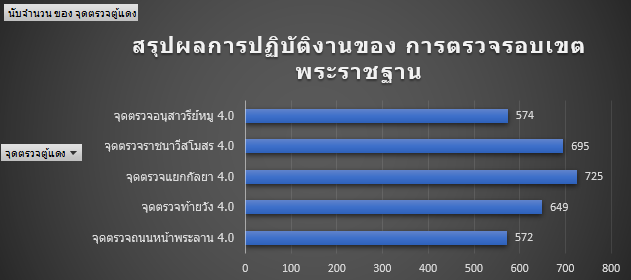 นับจำนวน ของ จุดตรวจตู้แดง
สรุปผลการปฏิบัติงานของ การตรวจรอบเขต
พระราชฐาน
จุดตรวจอนุสาวรีย์หมู 4.0
574
จุดตรวจราชนาวีสโมสร 4.0
695
จุดตรวจตู้แดง
จุดตรวจแยกกัลยา 4.0
725
จุดตรวจท้ายวัง 4.0
649
จุดตรวจถนนหน้าพระลาน 4.0
572
0 100 200 300 400 500 600 700 800